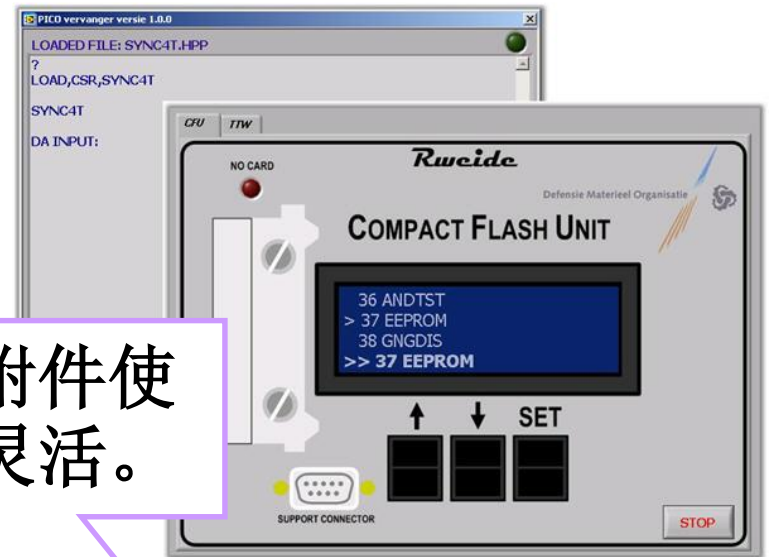 PICO vervanger versie 1.0.0
LOADED FILE: SYNC4T.HPP
?
LOAD,CSR,SYNC4T
SYNC4T
DA INPUT:
CFU TTW
NO CARD
Rweide
Defensie Materieel Organisatie
COMPACT FLASH UNIT
36 ANDTST
> 37 EEPROM
38 GNGDIS
>> 37 EEPROM
SET
SUPPORT CONNECTOR
STOP
附件使
灵活。